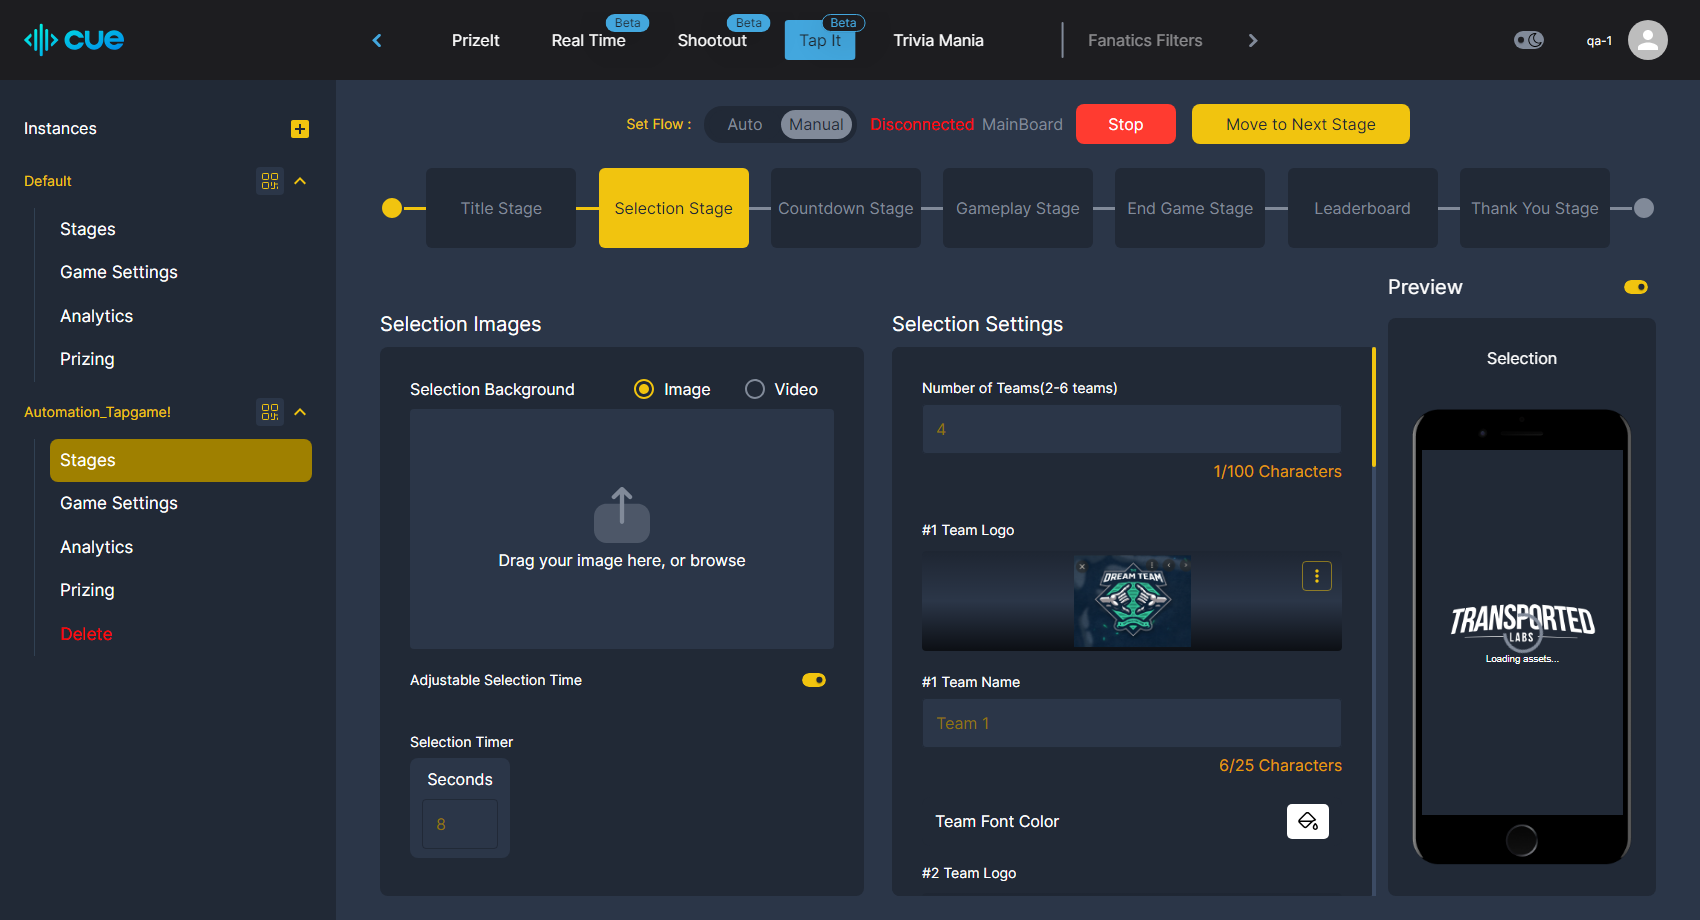 cue
PrizeIt
Real Time
Beta
Shootout
Beta
Tap It
Beta
Trivia Mania
Fanatics Filters
qa-1
Instances
Default
Stages
Game Settings
Analytics
Prizing
Automation_Tapgame!
Stages
Game Settings
Analytics
Prizing
Delete
Set Flow :
Auto
Manual
Disconnected MainBoard
Stop
Move to Next Stage
Title Stage
Selection Stage
Countdown Stage
Gameplay Stage
End Game Stage
Leaderboard
Thank You Stage
Selection Images
Selection Background
Image
Video
Drag your image here, or browse
Adjustable Selection Time
Selection Timer
Seconds
8
Selection Settings
Number of Teams(2-6 teams)
4
1/100 Characters
#1 Team Logo
DREAM TEAM
#1 Team Name
Team 1
6/25 Characters
Team Font Color
#2 Team Logo
Preview
Selection
TRANSPORTED
LABS
Loading assets...